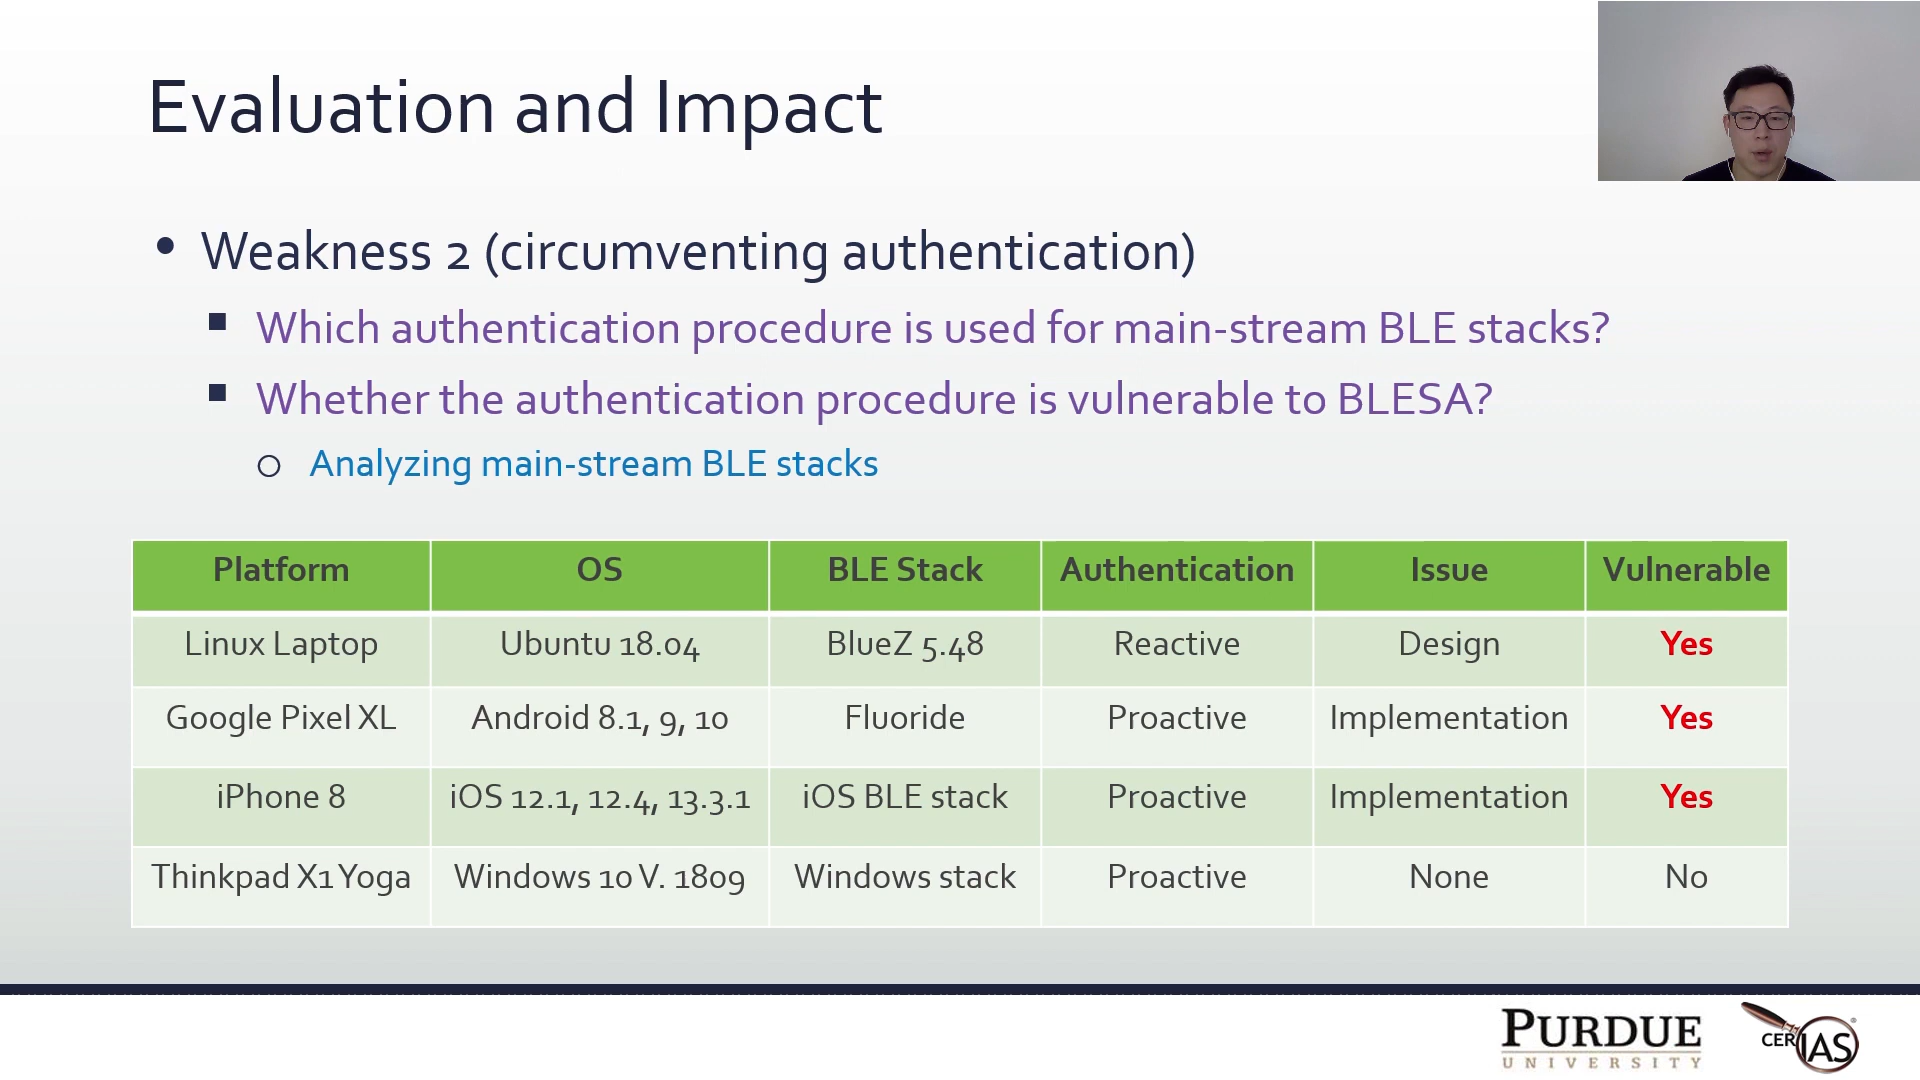 Evaluation and Impact
• Weakness 2 (circumventing authentication)
▪ Which authentication procedure is used for main-stream BLE stacks?
▪ Whether the authentication procedure is vulnerable to BLESA?
o Analyzing main-stream BLE stacks
Platform OS BLE Stack Authentication Issue Vulnerable
Linux Laptop Ubuntu 18.04 BlueZ 5.48 Reactive Design Yes
Google Pixel XL Android 8.1, 9, 10 Fluoride Proactive Implementation Yes
iPhone 8 iOS 12.1, 12.4, 13.3.1 iOS BLE stack Proactive Implementation Yes
Thinkpad X1 Yoga Windows 10 V. 1809 Windows stack Proactive None No
PURDUE
UNIVERSITY
CERIAS